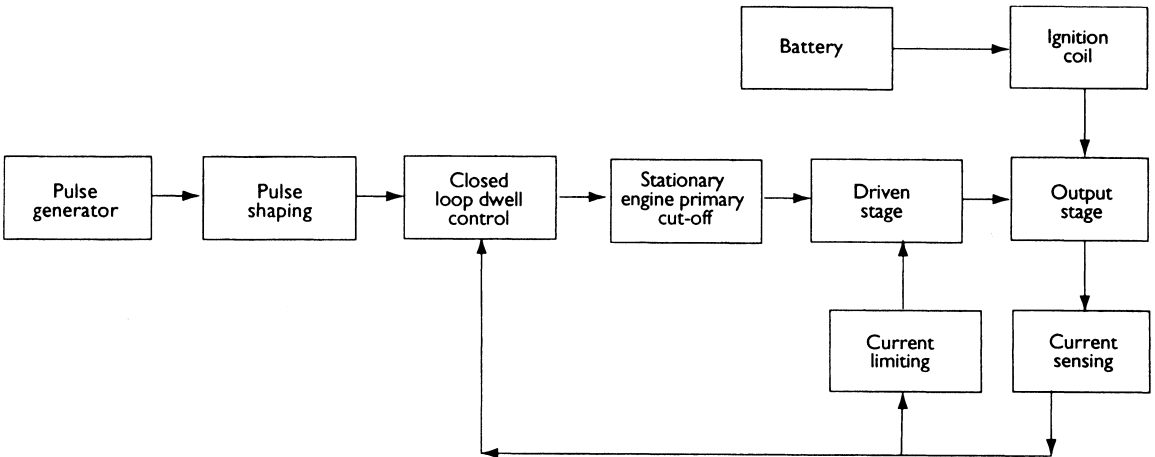 Battery
Ignition
coil
Pulse
generator
Pulse
shaping
Closed
loop dwell
control
Stationary
engine primary
cut-off
Driven
stage
Output
stage
Current
limiting
Current
sensing